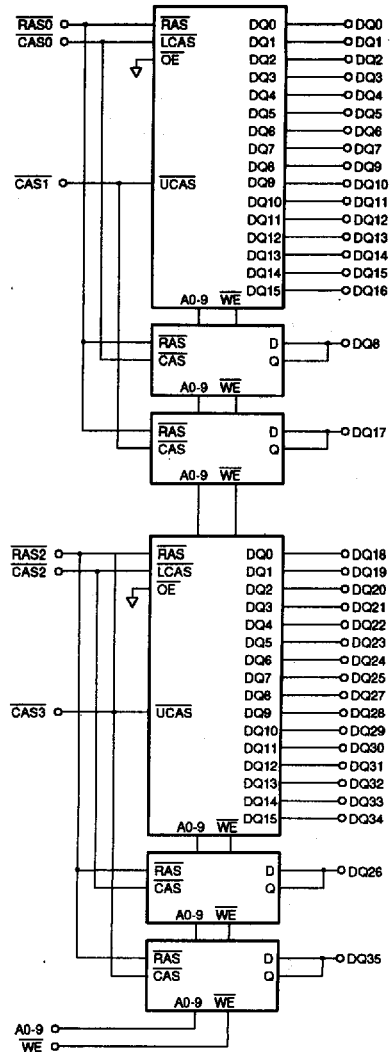 RAS0 RAS DQ0 DQ0
CAS0 LCAS DQ1 DQ1
OE DQ2 DQ2
DQ3 DQ3
DQ4 DQ4
DQ5 DQ5
DQ6 DQ6
DQ7 DQ7
DQ8 DQ9
CAS1 UCAS DQ9 DQ10
DQ10 DQ11
DQ11 DQ12
DQ12 DQ13
DQ13 DQ14
DQ14 DQ15
DQ15 DQ16
A0-9 WE
RAS D DQ8
CAS Q
A0-9 WE
RAS D DQ17
CAS Q
A0-9 WE
RAS2 RAS DQ0 DQ18
CAS2 LCAS DQ1 DQ19
OE DQ2 DQ20
DQ3 DQ21
DQ4 DQ22
DQ5 DQ23
DQ6 DQ24
DQ7 DQ25
DQ8 DQ27
CAS3 UCAS DQ9 DQ28
DQ10 DQ29
DQ11 DQ30
DQ12 DQ31
DQ13 DQ32
DQ14 DQ33
DQ15 DQ34
A0-9 WE
RAS D DQ26
CAS Q
A0-9 WE
RAS D DQ35
CAS Q
A0-9 WE
A0-9
WE